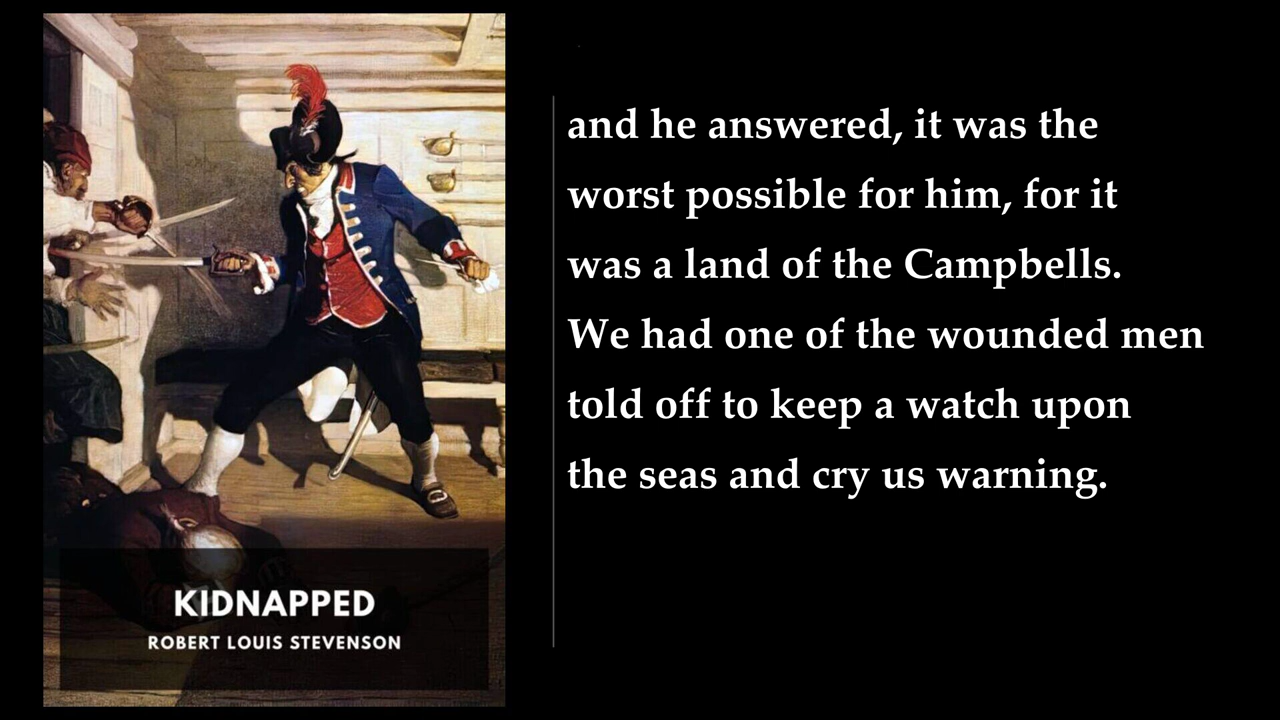 KIDNAPPED
ROBERT LOUIS STEVENSON
and he answered, it was the
worst possible for him, for it
was a land of the Campbells.
We had one of the wounded men
told off to keep a watch upon
the seas and cry us warning.